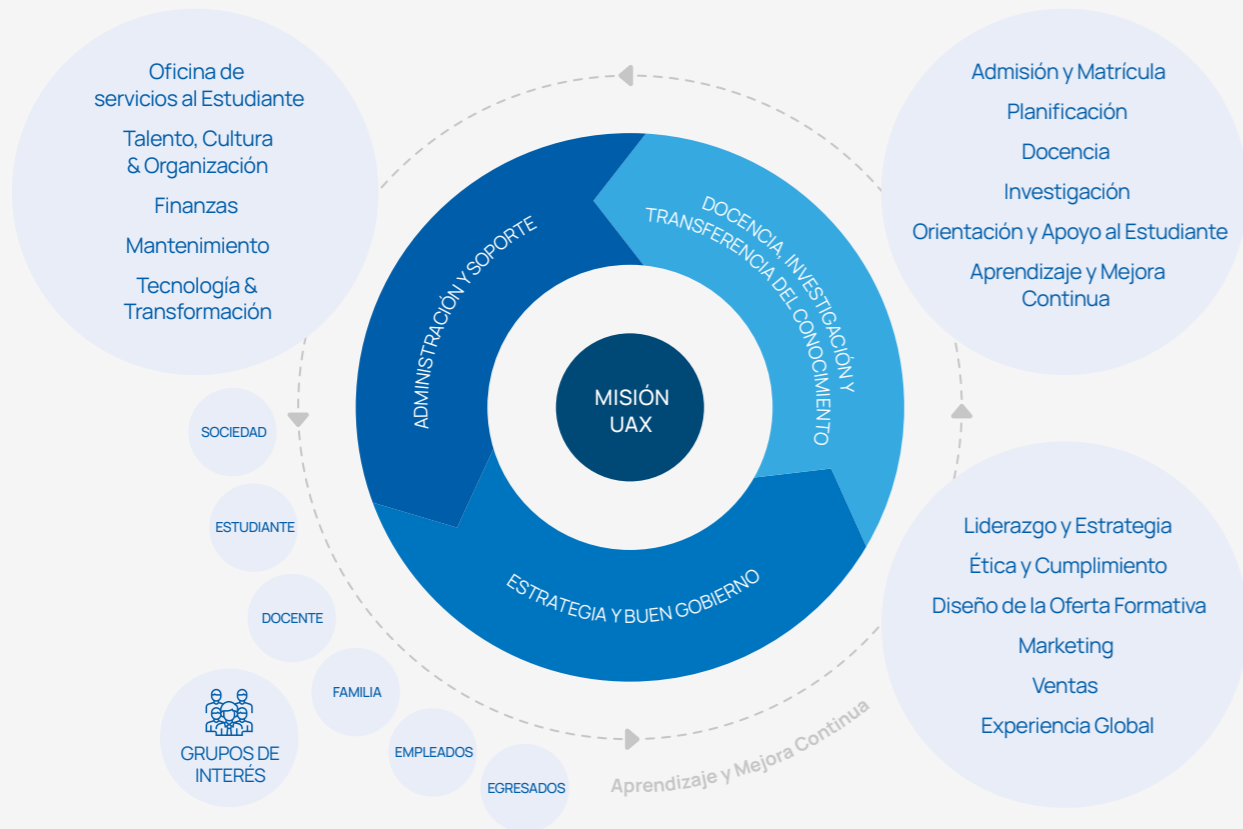 Oficina de
servicios al Estudiante
Talento, Cultura
& Organización
Finanzas
Mantenimiento
Tecnología &
Transformación
Admisión y Matrícula
Planificación
Docencia
Investigación
Orientación y Apoyo al Estudiante
Aprendizaje y Mejora
Continua
ADMINISTRACIÓN Y SOPORTE
DOCENCIA, INVESTIGACIÓN Y
TRANSFERENCIA DEL CONOCIMIENTO
MISIÓN
UAX
ESTRATEGIA Y BUEN GOBIERNO
Liderazgo y Estrategia
Ética y Cumplimiento
Diseño de la Oferta Formativa
Marketing
Ventas
Experiencia Global
SOCIEDAD
ESTUDIANTE
DOCENTE
FAMILIA
EMPLEADOS
EGRESADOS
GRUPOS DE
INTERÉS
Aprendizaje y Mejora Continua